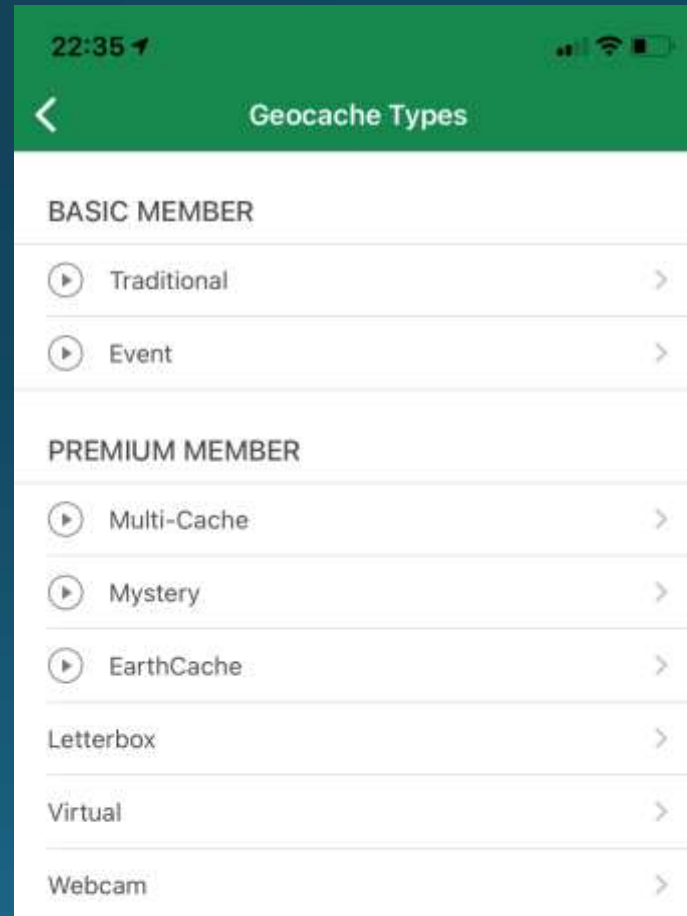 22:35
Geocache Types
BASIC MEMBER
Traditional
Event
PREMIUM MEMBER
Multi-Cache
Mystery
EarthCache
Letterbox
Virtual
Webcam